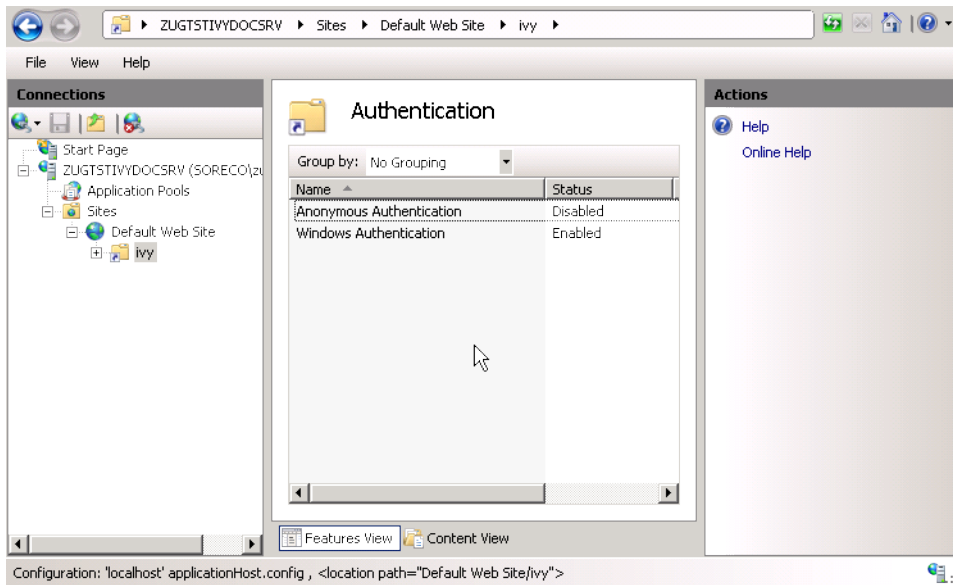 ZUGTSTIVYDOCSRV Sites Default Web Site ivy
File View Help
Connections
Start Page
ZUGTSTIVYDOCSRV (SORECO\zu
Application Pools
Sites
Default Web Site
ivy
Authentication
Group by: No Grouping
Name Status
Anonymous Authentication Disabled
Windows Authentication Enabled
Features View Content View
Actions
Help
Online Help
Configuration: 'localhost' applicationHost.config , <location path="Default Web Site/ivy">